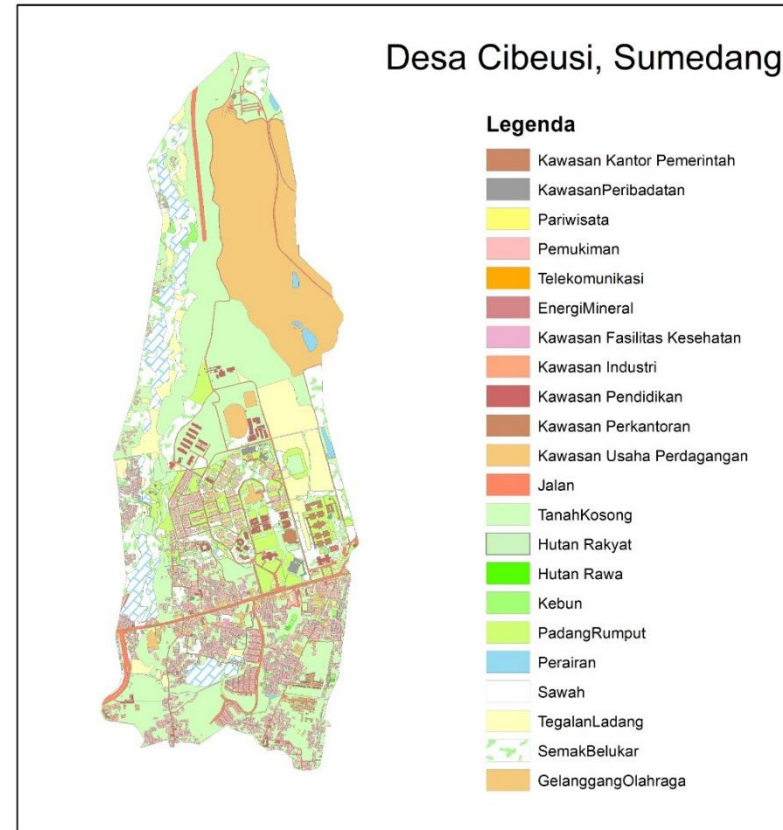 Desa Cibeusi, Sumedang
Legenda
Kawasan Kantor Pemerintah
KawasanPeribadatan
Pariwisata
Pemukiman
Telekomunikasi
EnergiMineral
Kawasan Fasilitas Kesehatan
Kawasan Industri
Kawasan Pendidikan
Kawasan Perkantoran
Kawasan Usaha Perdagangan
Jalan
TanahKosong
Hutan Rakyat
Hutan Rawa
Kebun
PadangRumput
Perairan
Sawah
TegalanLadang
SemakBelukar
GelanggangOlahraga